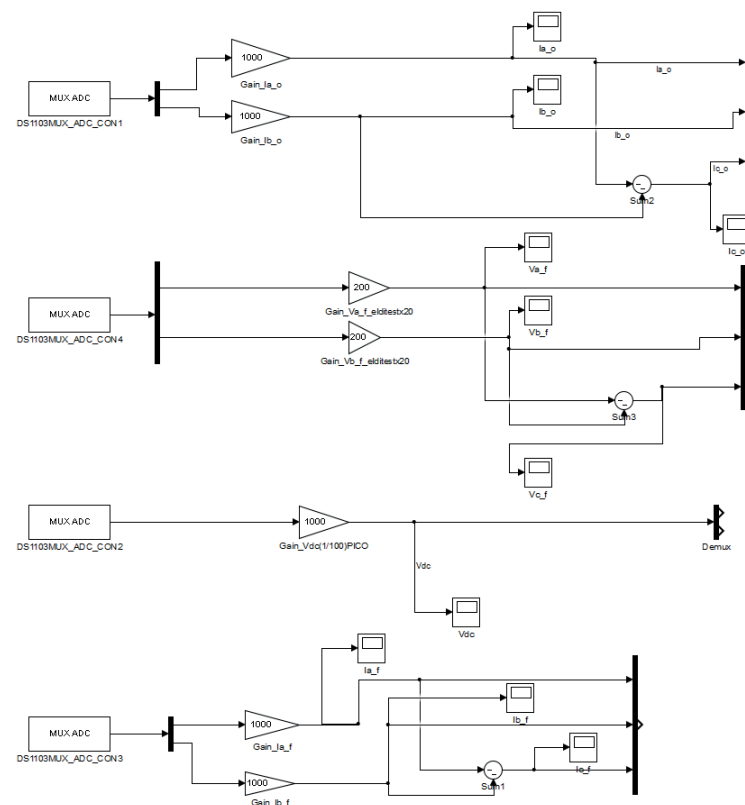 1000
Ia_o
Gain_Ia_o
Ia_o
MUX ADC
DS1103MUX_ADC_CON1
1000
Gain_Ib_o
Ib_o
Ib_o
Ic_o
Sum2
Ic_o
Va_f
200
Gain_Va_f_elditestx20
MUX ADC
DS1103MUX_ADC_CON4
Vb_f
200
Gain_Vb_f_elditestx20
Sum3
Vc_f
MUX ADC
DS1103MUX_ADC_CON2
1000
Gain_Vdc(1/100)PICO
Demux
Vdc
Vdc
Ia_f
Ib_f
MUX ADC
DS1103MUX_ADC_CON3
1000
Gain_Ia_f
Ic_f
Sum1
1000
Gain_Ib_f